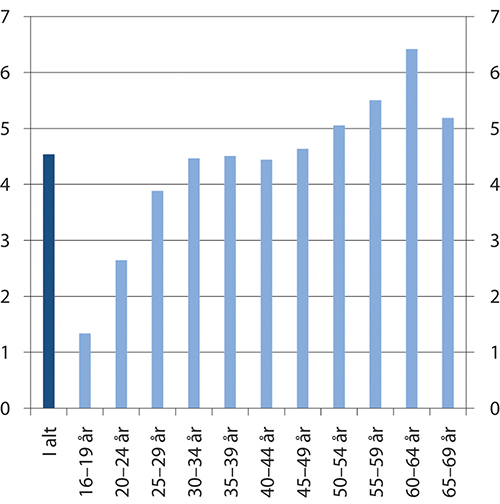 7
6
5
4
3
2
1
0
7
6
5
4
3
2
1
0
I alt
16–19 år
20–24 år
25–29 år
30–34 år
35–39 år
40–44 år
45–49 år
50–54 år
55–59 år
60–64 år
65–69 år